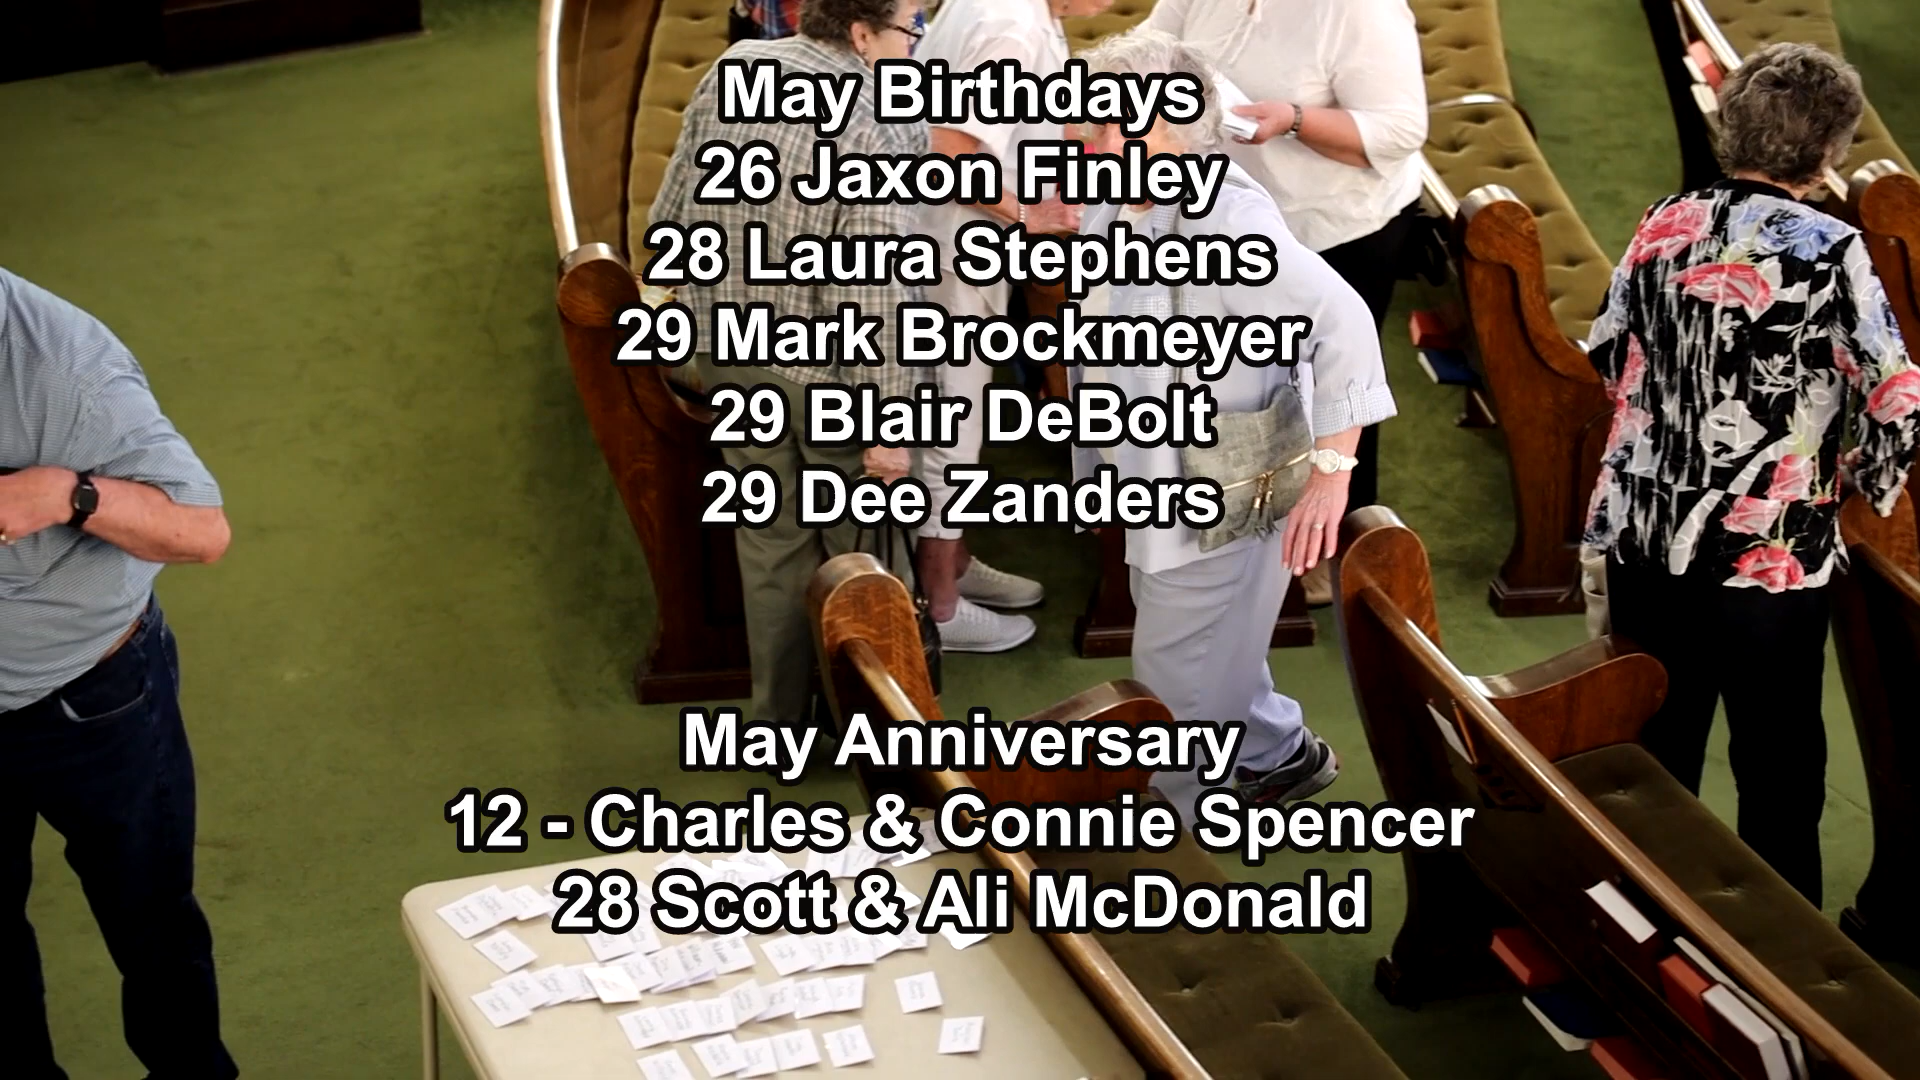 May Birthdays
26 Jaxon Finley
28 Laura Stephens
29 Mark Brockmeyer
29 Blair DeBolt
29 Dee Zanders
May Anniversary
12 - Charles & Connie Spencer
28 Scott & Ali McDonald